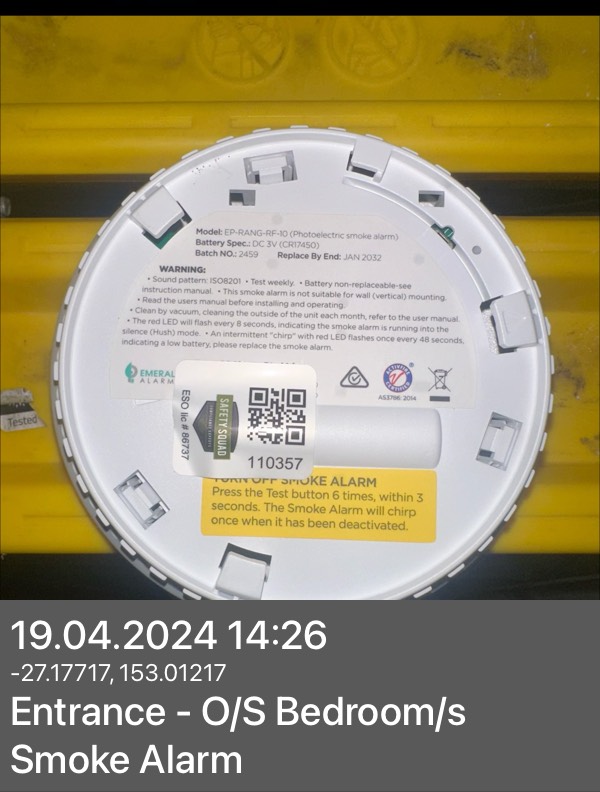 Model: EP-RANG-RF-10 (Photoelectric smoke alarm)
Battery Spec.: DC 3V (CR17450)
Batch NO.: 2459 Replace By End: JAN 2032
WARNING:
• Sound pattern: ISO8201 • Test weekly. • Battery non-replaceable-see
instruction manual. • This smoke alarm is not suitable for wall (vertical) mounting.
• Read the users manual before installing and operating.
• Clean by vacuum, cleaning the outside of the unit each month, refer to the user manual.
• The red LED will flash every 8 seconds, indicating the smoke alarm is running into the
silence (Hush) mode. • An intermittent "chirp" with red LED flashes once every 48 seconds,
indicating a low battery, please replace the smoke alarm.
EMERAL
ALARM
AS3786: 2014
ESO lic # 86737
SAFETY SQUAD
110357
Tested
TURN OFF SMOKE ALARM
Press the Test button 6 times, within 3
seconds. The Smoke Alarm will chirp
once when it has been deactivated.
19.04.2024 14:26
-27.17717, 153.01217
Entrance - O/S Bedroom/s
Smoke Alarm